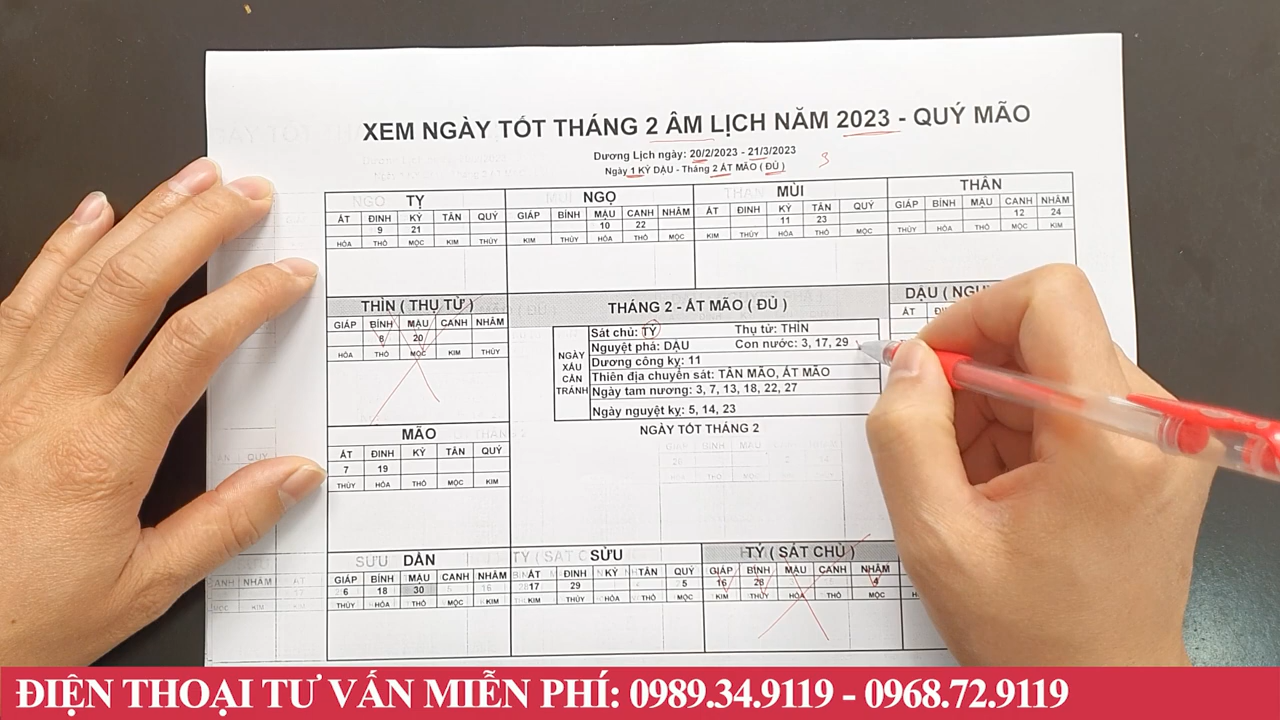 XEM NGÀY TỐT THÁNG 2 ÂM LỊCH NĂM 2023 - QUÝ MÃO
Dương Lịch ngày: 20/2/2023 - 21/3/2023
Ngày 1 KỶ DẬU - Tháng 2 ẤT MÃO ( ĐỦ )
3
TỴ
ẤT ĐINH KỶ TÂN QUÝ
9 21
HỎA THỔ MỘC KIM THỦY
NGỌ
GIÁP BÍNH MẬU CANH NHÂM
10 22
KIM THỦY HỎA THỔ MỘC
MÙI
ẤT ĐINH KỶ TÂN QUÝ
11 23
KIM THỦY HỎA THỔ MỘC
THÂN
GIÁP BÍNH MẬU CANH NHÂM
12 24
THỦY HỎA THỔ MỘC KIM
THÌN ( THỤ TỬ )
GIÁP BÍNH MẬU CANH NHÂM
8 20
HỎA THỔ MỘC KIM THỦY
THÁNG 2 - ẤT MÃO ( ĐỦ )
NGÀY XẤU CẦN TRÁNH
Sát chủ: TÝ Thụ tử: THÌN
Nguyệt phá: DẬU Con nước: 3, 17, 29
Dương công kỵ: 11
Thiên địa chuyển sát: TÂN MÃO, ẤT MÃO
Ngày tam nương: 3, 7, 13, 18, 22, 27
Ngày nguyệt kỵ: 5, 14, 23
NGÀY TỐT THÁNG 2
DẬU
ẤT
MÃO
ẤT ĐINH KỶ TÂN QUÝ
7 19
THỦY HỎA THỔ MỘC KIM
DẦN
GIÁP BÍNH MẬU CANH NHÂM
6 18 30
THỦY HỎA THỔ MỘC KIM
SỬU
ẤT ĐINH KỶ TÂN QUÝ
17 29 5
KIM THỦY HỎA THỔ MỘC
TÝ ( SÁT CHỦ )
GIÁP BÍNH MẬU CANH NHÂM
16 28 4
KIM THỦY HỎA THỔ MỘC
ĐIỆN THOẠI TƯ VẤN MIỄN PHÍ: 0989.34.9119 - 0968.72.9119